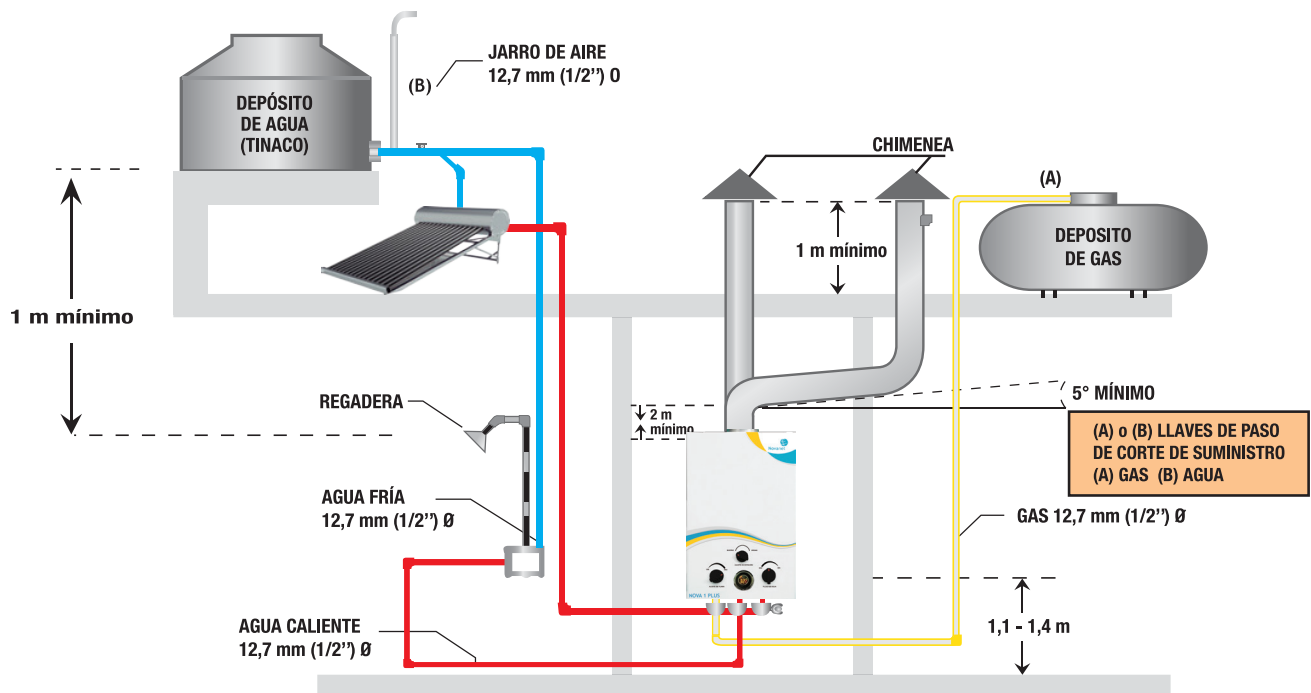 JARRO DE AIRE
12,7 mm (1/2’’) O
(B)
DEPÓSITO
DE AGUA
(TINACO)
CHIMENEA
(A)
DEPOSITO
DE GAS
1 m mínimo
1 m mínimo
REGADERA
2 m
mínimo
5° MÍNIMO
(A) o (B) LLAVES DE PASO
DE CORTE DE SUMINISTRO
(A) GAS (B) AGUA
AGUA FRÍA
12,7 mm (1/2’’) Ø
GAS 12,7 mm (1/2’’) Ø
NOVA 1 PLUS
AGUA CALIENTE
12,7 mm (1/2’’) Ø
1,1 - 1,4 m